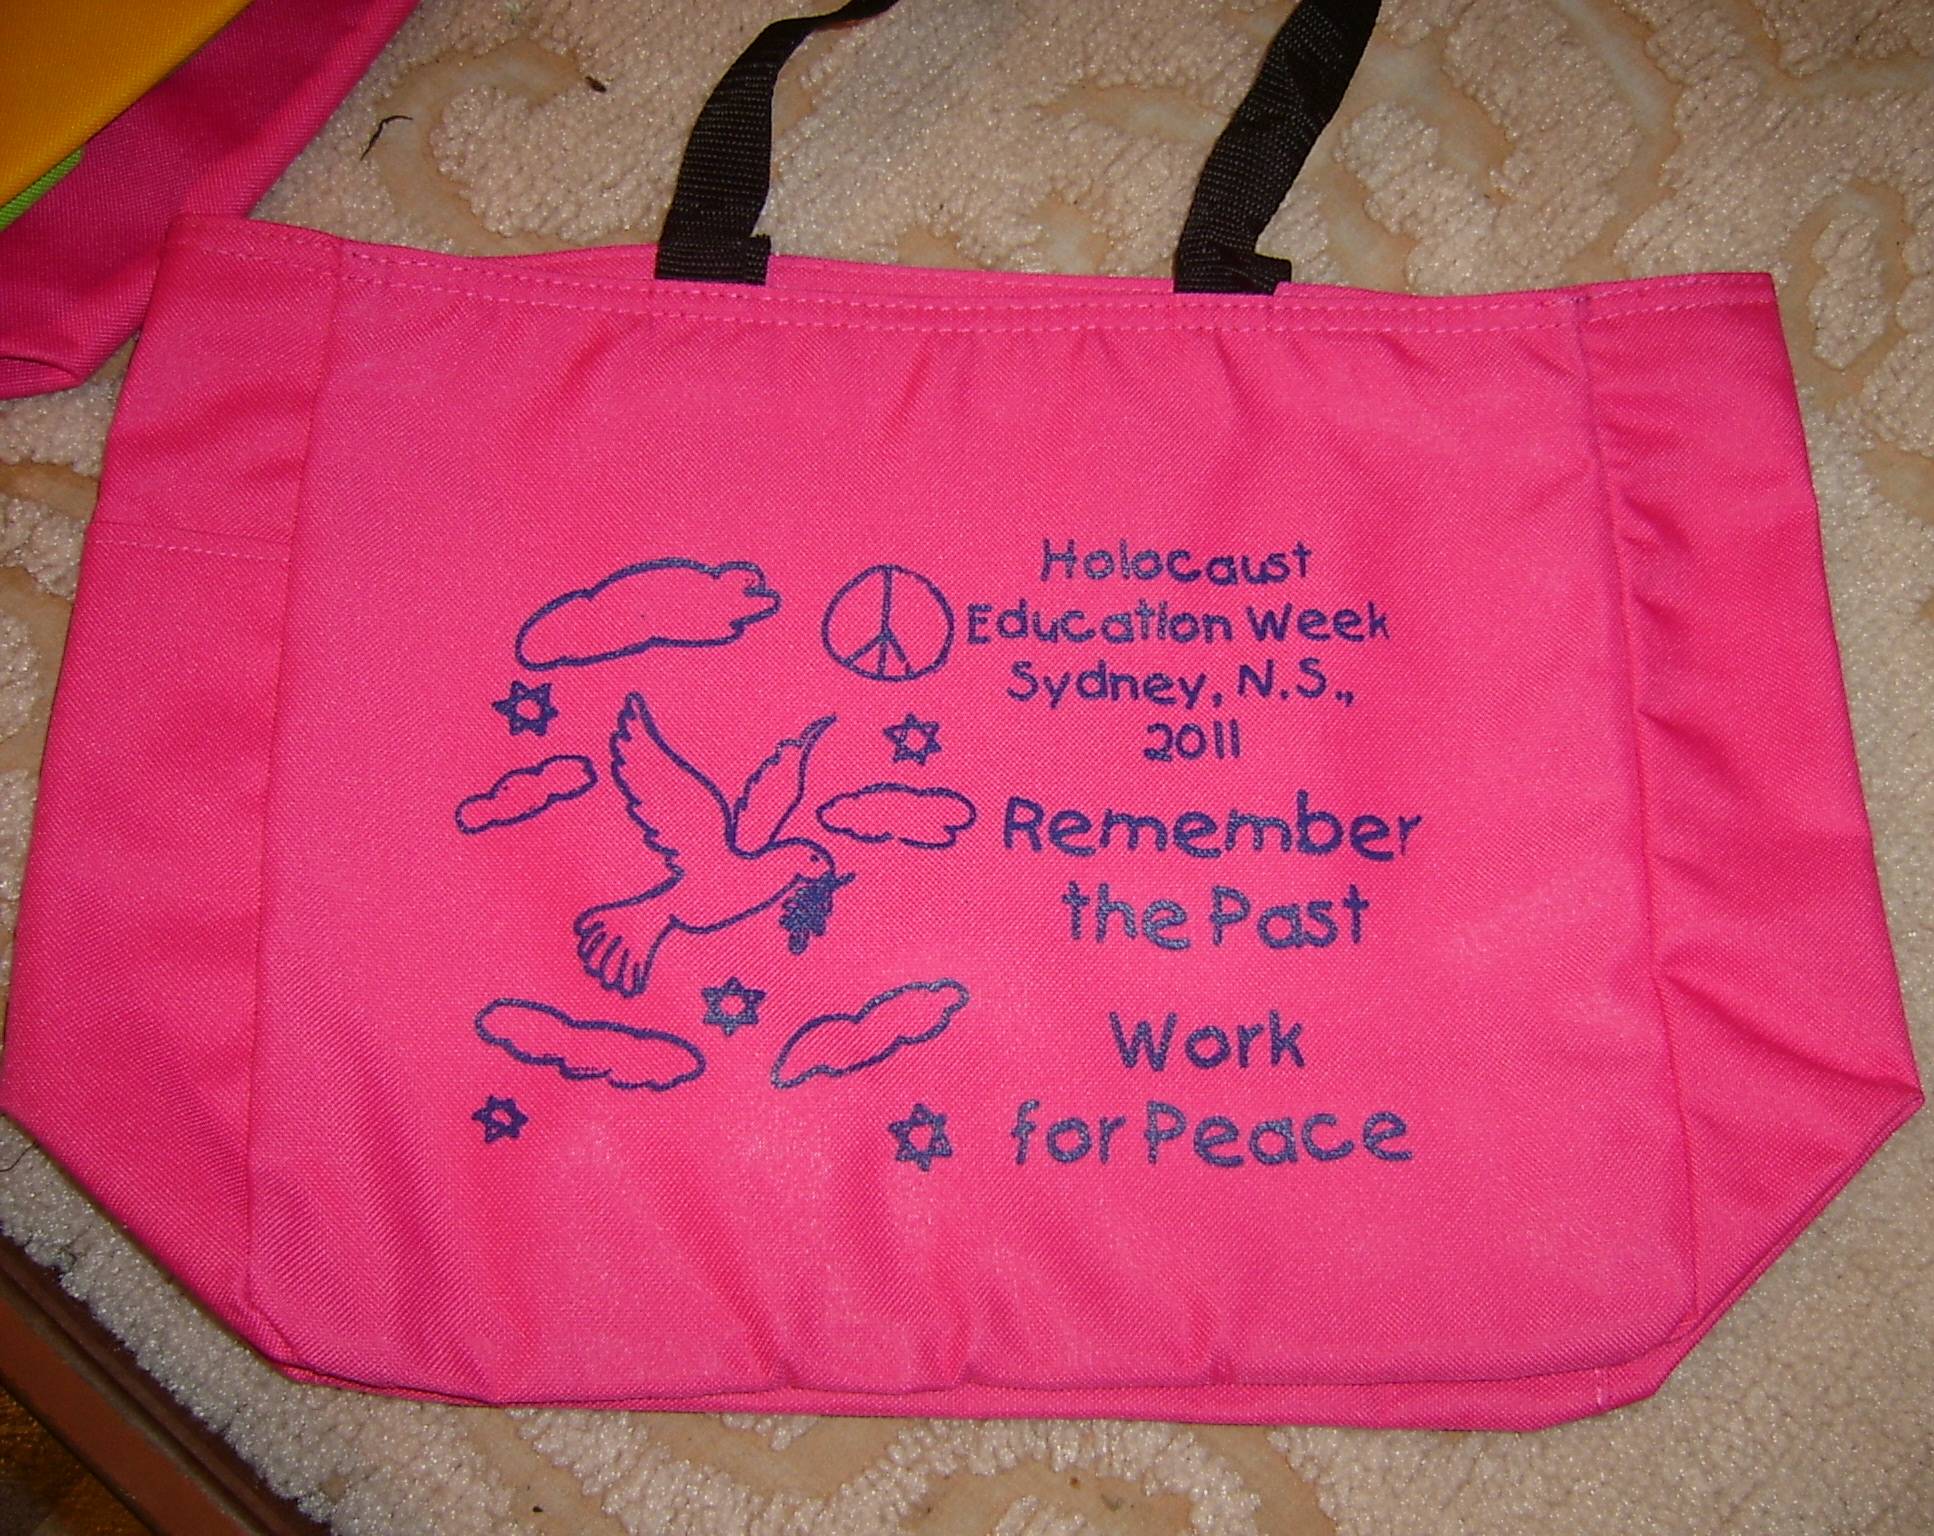 Holocaust
Education Week
Sydney, N.S.,
2011
Remember
the Past
Work
for Peace